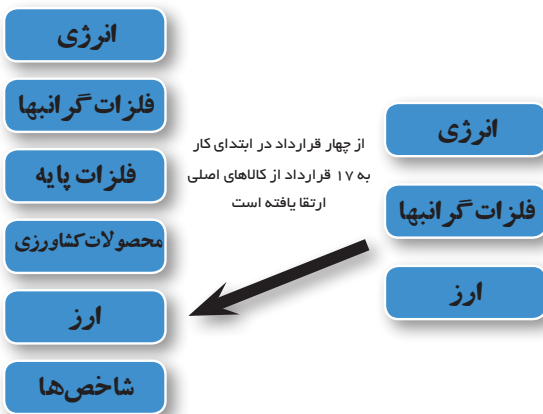 انرژی
فلزات گرانبها
ارز
از چهار قرارداد در ابتدای کار
به ۱۷ قرارداد از کالاهای اصلی
ارتقا یافته است
انرژی
فلزات گرانبها
فلزات پایه
محصولات کشاورزی
ارز
شاخص‌ها